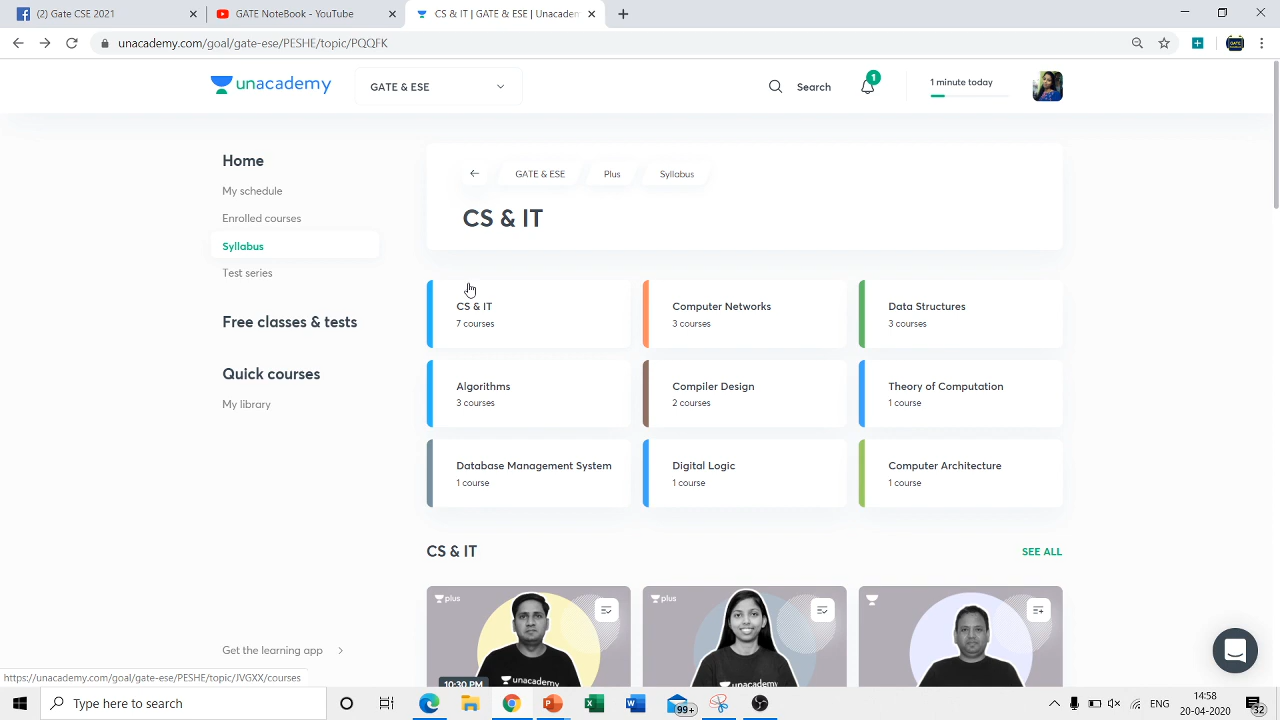 (2) Facebook GATE CSE 2021
GATE NoteBook - YouTube
CS & IT | GATE & ESE | Unacadem
unacademy.com/goal/gate-ese/PESHE/topic/PQQFK
unacademy
GATE & ESE
Search
1
1 minute today
Home
My schedule
Enrolled courses
Syllabus
Test series
Free classes & tests
Quick courses
My library
Get the learning app
GATE & ESE
Plus
Syllabus
CS & IT
CS & IT
7 courses
Computer Networks
3 courses
Data Structures
3 courses
Algorithms
3 courses
Compiler Design
2 courses
Theory of Computation
1 course
Database Management System
1 course
Digital Logic
1 course
Computer Architecture
1 course
CS & IT
SEE ALL
plus
unacademy
10:30 PM
plus
unacademy
https://unacademy.com/goal/gate-ese/PESHE/topic/JVGXX/courses
Type here to search
99+
ENG
14:58
20-04-2020
32